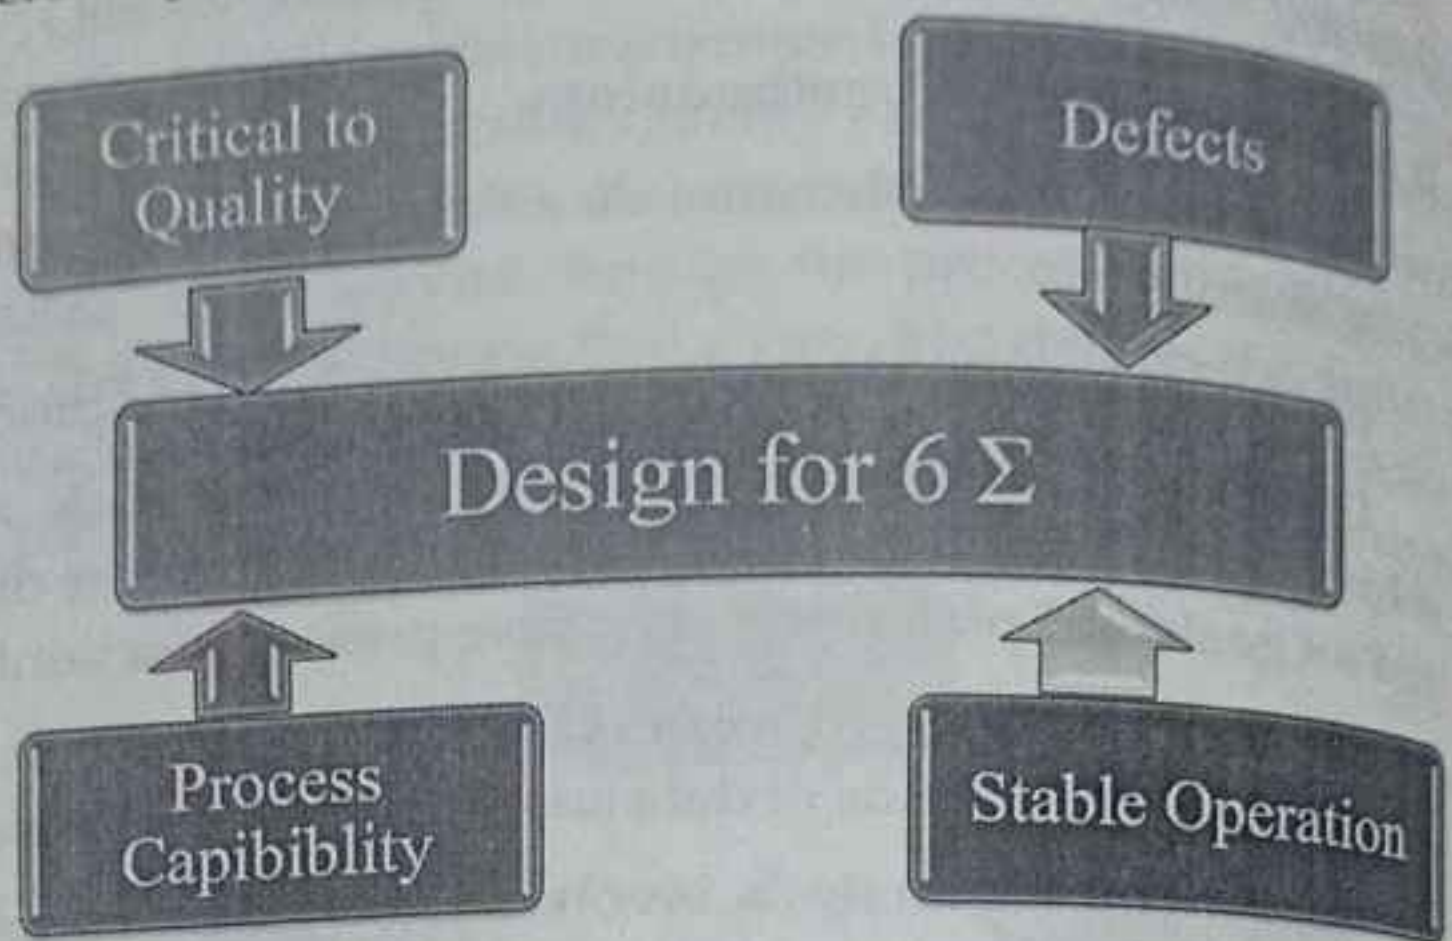 Critical to
Quality
Defects
Design for 6 Σ
Process
Capibiblity
Stable Operation